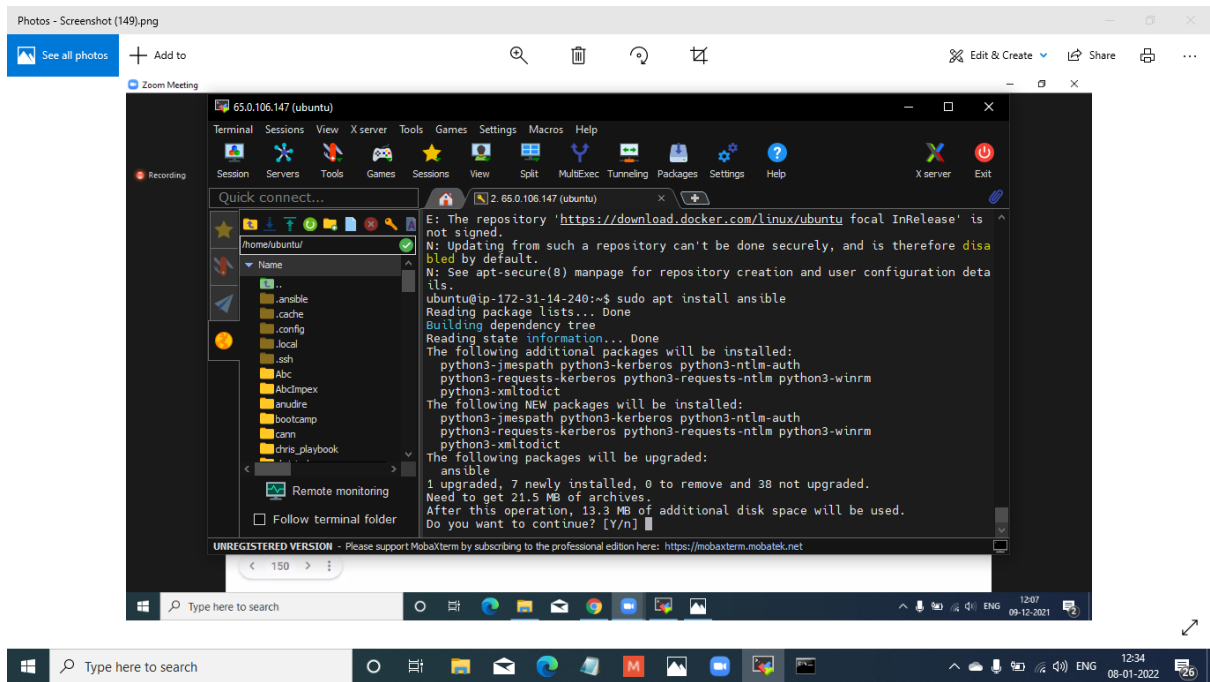 Photos - Screenshot (149).png
See all photos
Add to
Edit & Create
Share
Zoom Meeting
65.0.106.147 (ubuntu)
Terminal Sessions View X server Tools Games Settings Macros Help
Recording
Session Servers Tools Games Sessions View Split MultiExec Tunneling Packages Settings Help X server Exit
Quick connect...
2. 65.0.106.147 (ubuntu)
/home/ubuntu/
Name
..
.ansible
.cache
.config
.local
.ssh
Abc
AbcImpex
anudire
bootcamp
cann
chris_playbook
Remote monitoring
Follow terminal folder
E: The repository 'https://download.docker.com/linux/ubuntu focal InRelease' is
not signed.
N: Updating from such a repository can't be done securely, and is therefore disa
bled by default.
N: See apt-secure(8) manpage for repository creation and user configuration deta
ils.
ubuntu@ip-172-31-14-240:~$ sudo apt install ansible
Reading package lists... Done
Building dependency tree
Reading state information... Done
The following additional packages will be installed:
python3-jmespath python3-kerberos python3-ntlm-auth
python3-requests-kerberos python3-requests-ntlm python3-winrm
python3-xmltodict
The following NEW packages will be installed:
python3-jmespath python3-kerberos python3-ntlm-auth
python3-requests-kerberos python3-requests-ntlm python3-winrm
python3-xmltodict
The following packages will be upgraded:
ansible
1 upgraded, 7 newly installed, 0 to remove and 38 not upgraded.
Need to get 21.5 MB of archives.
After this operation, 13.3 MB of additional disk space will be used.
Do you want to continue? [Y/n]
UNREGISTERED VERSION - Please support MobaXterm by subscribing to the professional edition here: https://mobaxterm.mobatek.net
150
Type here to search
ENG
12:07
09-12-2021
2
Type here to search
M
ENG
12:34
08-01-2022
26